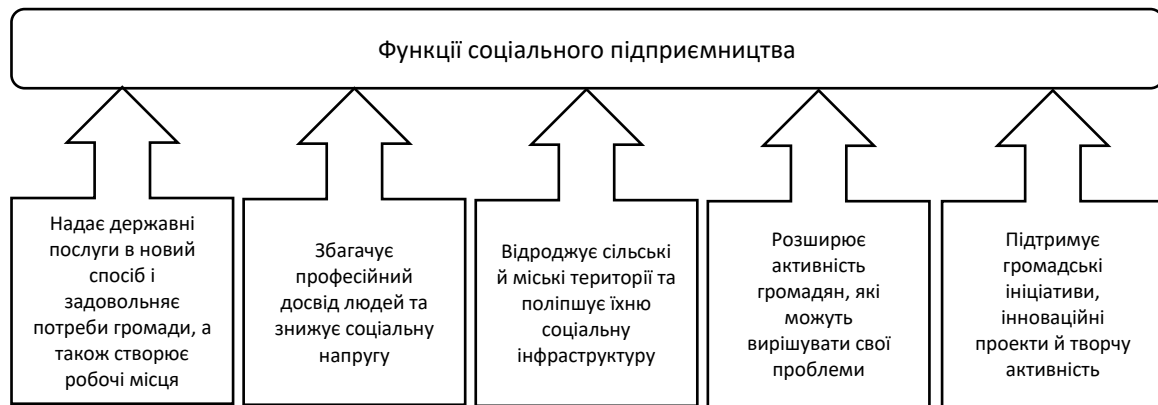 Функції соціального підприємництва
Надає державні
послуги в новий
спосіб і
задовольняє
потреби громади, а
також створює
робочі місця
Збагачує
професійний
досвід людей та
знижує соціальну
напругу
Відроджує сільські
й міські території та
поліпшує їхню
соціальну
інфраструктуру
Розширює
активність
громадян, які
можуть
вирішувати свої
проблеми
Підтримує
громадські
ініціативи,
інноваційні
проекти й творчу
активність